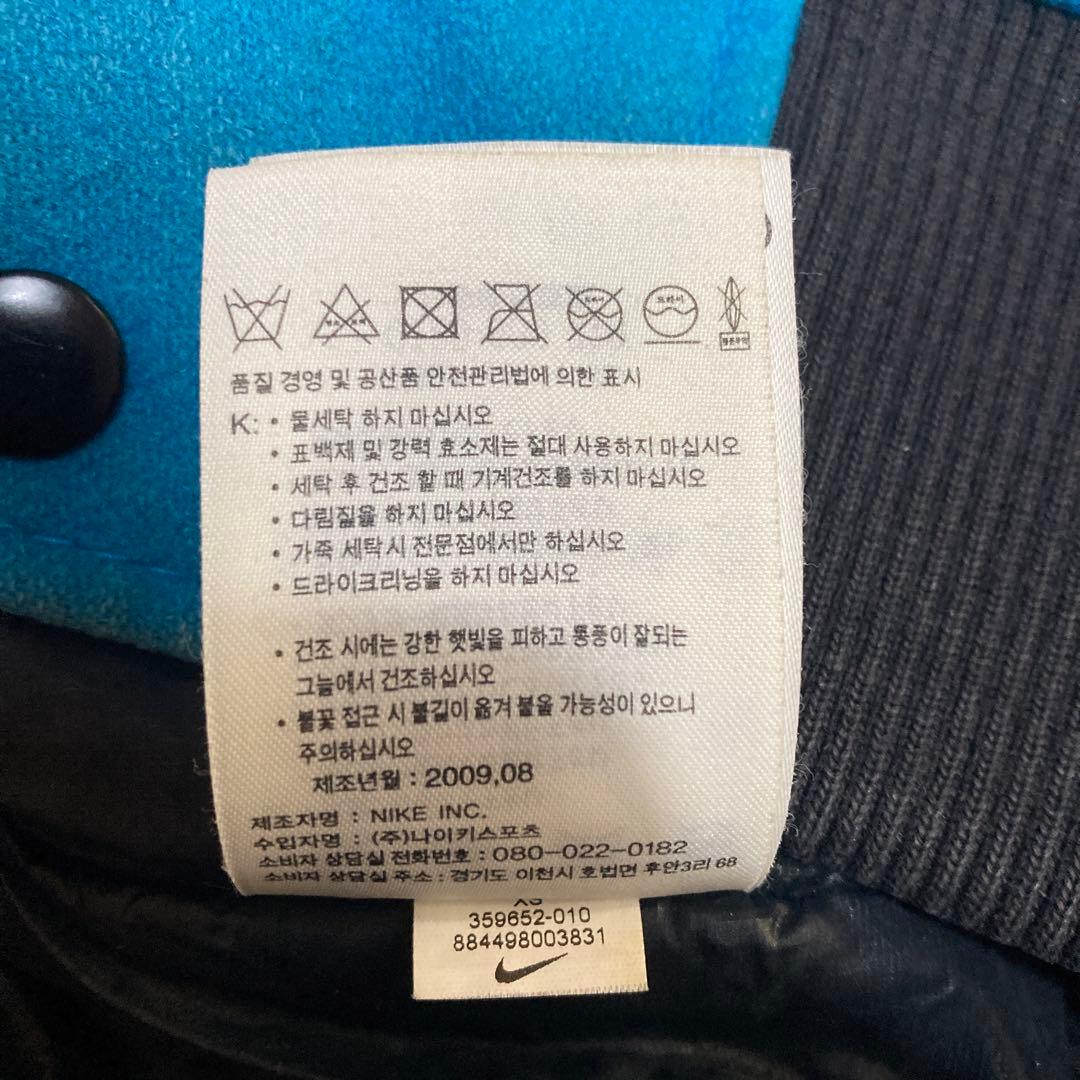 드라이
품질 경영 및 공산품 안전관리법에 의한 표시
K: • 물세탁 하지 마십시오
• 표백제 및 강력 효소제는 절대 사용하지 마십시오
• 세탁 후 건조 할 때 기계건조를 하지 마십시오
• 다림질을 하지 마십시오
• 가죽 세탁시 전문점에서만 하십시오
• 드라이크리닝을 하지 마십시오
• 건조 시에는 강한 햇빛을 피하고 통풍이 잘되는
그늘에서 건조하십시오
• 불꽃 접근 시 불길이 옮겨 붙을 가능성이 있으니
주의하십시오
제조년월 : 2009,08
제조자명 : NIKE INC.
수입자명 : (주)나이키스포츠
소비자 상담실 전화번호 : 080-022-0182
소비자 상담실 주소 : 경기도 이천시 호법면 후안3리 68
XS
359652-010
884498003831